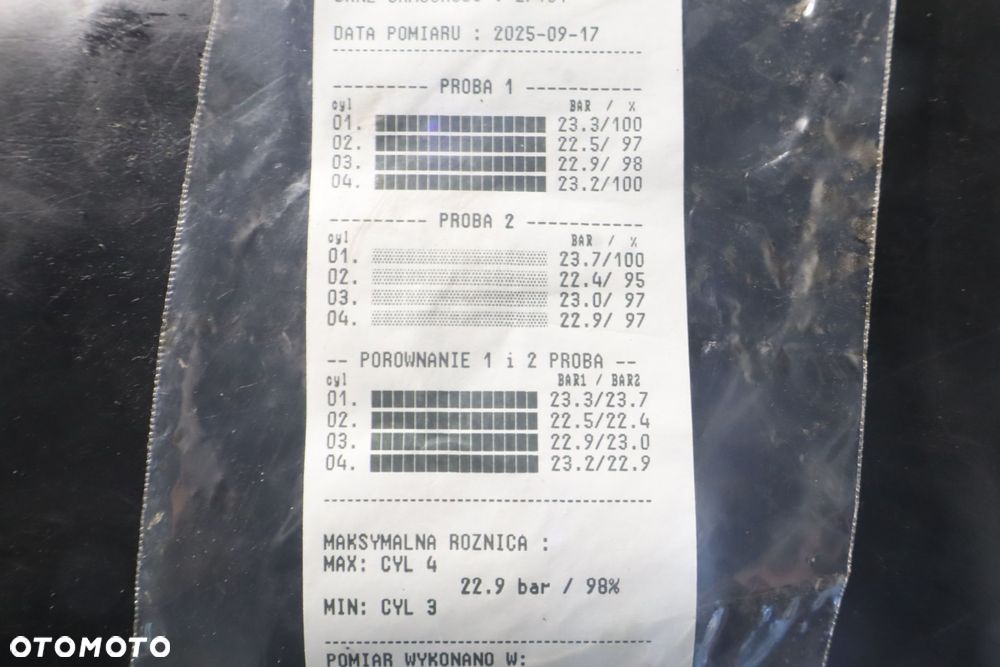 DATA POMIARU : 2025-09-17
---------- PROBA 1 ------------
cyl BAR / %
01. 23.3/100
02. 22.5/ 97
03. 22.9/ 98
04. 23.2/100
---------- PROBA 2 ------------
cyl BAR / %
01. 23.7/100
02. 22.4/ 95
03. 23.0/ 97
04. 22.9/ 97
-- POROWNANIE 1 i 2 PROBA --
cyl BAR1 / BAR2
01. 23.3/23.7
02. 22.5/22.4
03. 22.9/23.0
04. 23.2/22.9
MAKSYMALNA ROZNICA :
MAX: CYL 4
22.9 bar / 98%
MIN: CYL 3
POMIAR WYKONANO W:
OTOMOTO